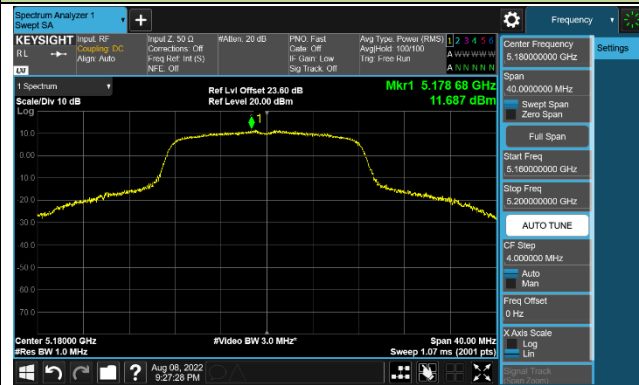 Spectrum Analyzer 1
Swept SA
Frequency
KEYSIGHT
RL
LXI
Input: RF
Coupling: DC
Align: Auto
Input Z: 50 Ω
Corrections: Off
Freq Ref: Int (S)
NFE: Off
#Atten: 20 dB
PNO: Fast
Gate: Off
IF Gain: Low
Sig Track: Off
Avg Type: Power (RMS)
Avg|Hold: 100/100
Trig: Free Run
1 2 3 4 5 6
A W W W W W
A N N N N N
Center Frequency
5.180000000 GHz
Settings
Span
40.0000000 MHz
Swept Span
Zero Span
Full Span
Start Freq
5.160000000 GHz
Stop Freq
5.200000000 GHz
AUTO TUNE
CF Step
4.000000 MHz
Auto
Man
Freq Offset
0 Hz
X Axis Scale
Log
Lin
Signal Track
(Span Zoom)
1 Spectrum
Scale/Div 10 dB
Log
Ref Lvl Offset 23.60 dB
Ref Level 20.00 dBm
Mkr1 5.178 68 GHz
11.687 dBm
1
10.0
0.00
-10.0
-20.0
-30.0
-40.0
-50.0
-60.0
-70.0
Center 5.18000 GHz
#Res BW 1.0 MHz
#Video BW 3.0 MHz*
Span 40.00 MHz
Sweep 1.07 ms (2001 pts)
?
Aug 08, 2022
9:27:28 PM